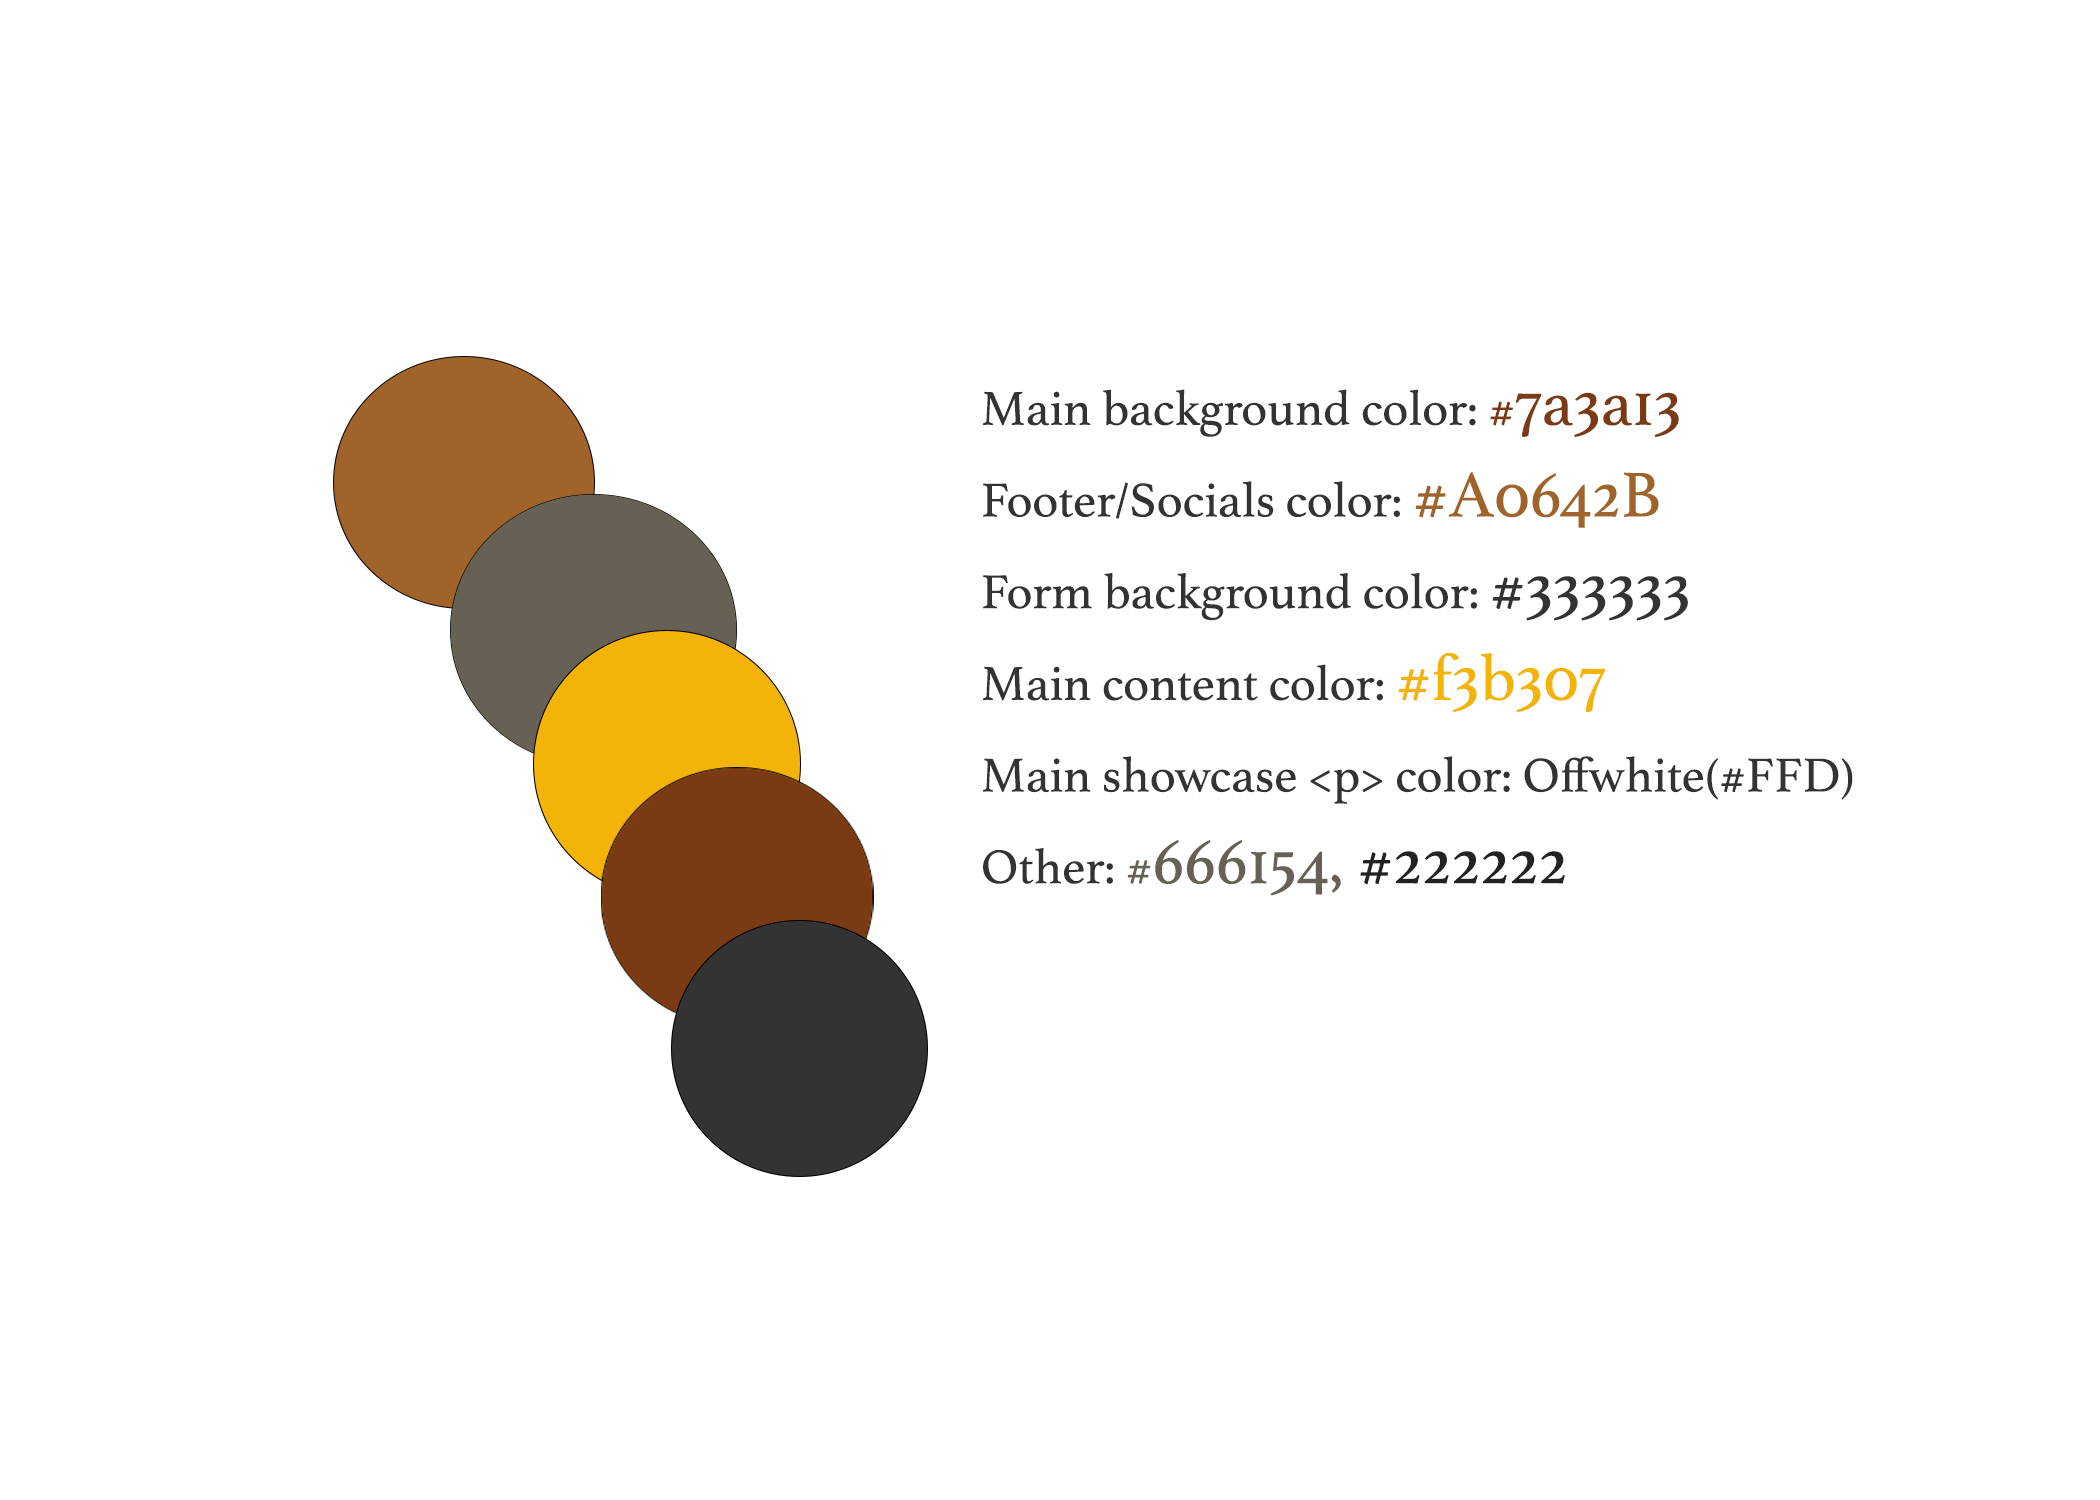 Main background color: #7a3a13
Footer/Socials color: #A0642B
Form background color: #333333
Main content color: #f3b307
Main showcase <p> color: Offwhite(#FFD)
Other: #666154, #222222